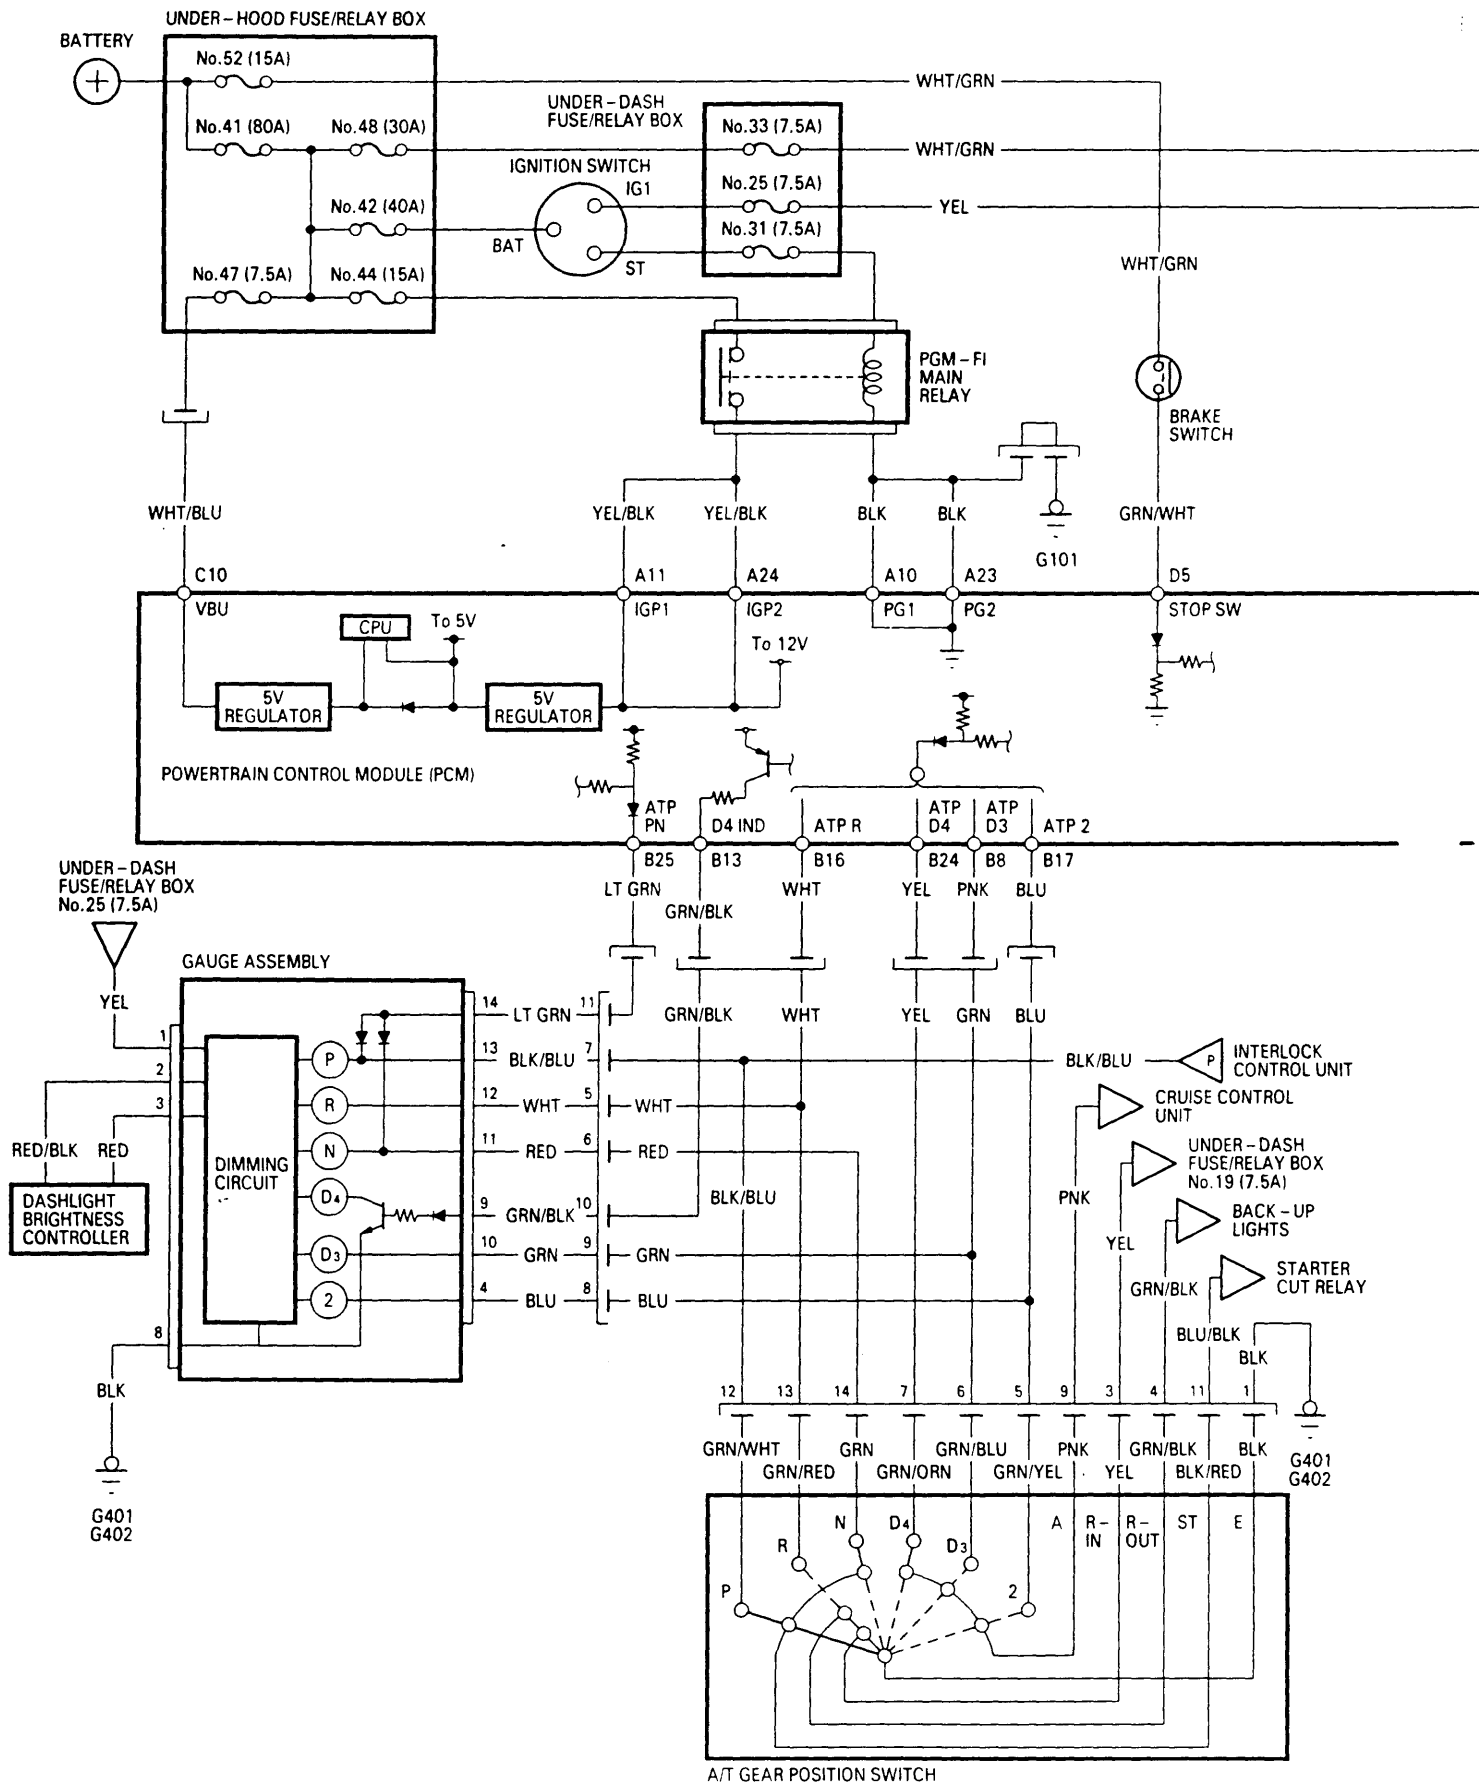 UNDER-HOOD FUSE/RELAY BOX
BATTERY
No.52 (15A)
WHT/GRN
UNDER-DASH
FUSE/RELAY BOX
No.41 (80A)
No.48 (30A)
No.33 (7.5A)
WHT/GRN
IGNITION SWITCH
IG1
No.25 (7.5A)
YEL
No.42 (40A)
No.31 (7.5A)
BAT
ST
WHT/GRN
No.47 (7.5A)
No.44 (15A)
PGM-FI
MAIN
RELAY
BRAKE
SWITCH
WHT/BLU
YEL/BLK
YEL/BLK
BLK
BLK
GRN/WHT
G101
C10
A11
A24
A10
A23
D5
VBU
IGP1
IGP2
PG1
PG2
STOP SW
CPU
To 5V
To 12V
5V
REGULATOR
5V
REGULATOR
POWERTRAIN CONTROL MODULE (PCM)
ATP
PN
D4 IND
ATP R
ATP
D4
ATP
D3
ATP 2
B25
B13
B16
B24
B8
B17
UNDER-DASH
FUSE/RELAY BOX
No.25 (7.5A)
LT GRN
GRN/BLK
WHT
YEL
PNK
BLU
GAUGE ASSEMBLY
YEL
14
LT GRN
11
GRN/BLK
WHT
YEL
GRN
BLU
1
P
13
BLK/BLU
7
BLK/BLU
P
INTERLOCK
CONTROL UNIT
2
R
12
WHT
5
WHT
CRUISE CONTROL
UNIT
3
RED/BLK
RED
N
11
RED
6
RED
UNDER-DASH
FUSE/RELAY BOX
No.19 (7.5A)
DIMMING
CIRCUIT
DASHLIGHT
BRIGHTNESS
CONTROLLER
D4
9
GRN/BLK
10
BLK/BLU
PNK
BACK-UP
LIGHTS
D3
10
GRN
9
GRN
YEL
STARTER
CUT RELAY
2
4
BLU
8
BLU
GRN/BLK
8
BLU/BLK
BLK
BLK
12
13
14
7
6
5
9
3
4
11
1
GRN/WHT
GRN/RED
GRN
GRN/ORN
GRN/BLU
GRN/YEL
PNK
YEL
GRN/BLK
BLK/RED
BLK
G401
G402
G401
G402
P
R
N
D4
D3
2
A
R-
IN
R-
OUT
ST
E
A/T GEAR POSITION SWITCH